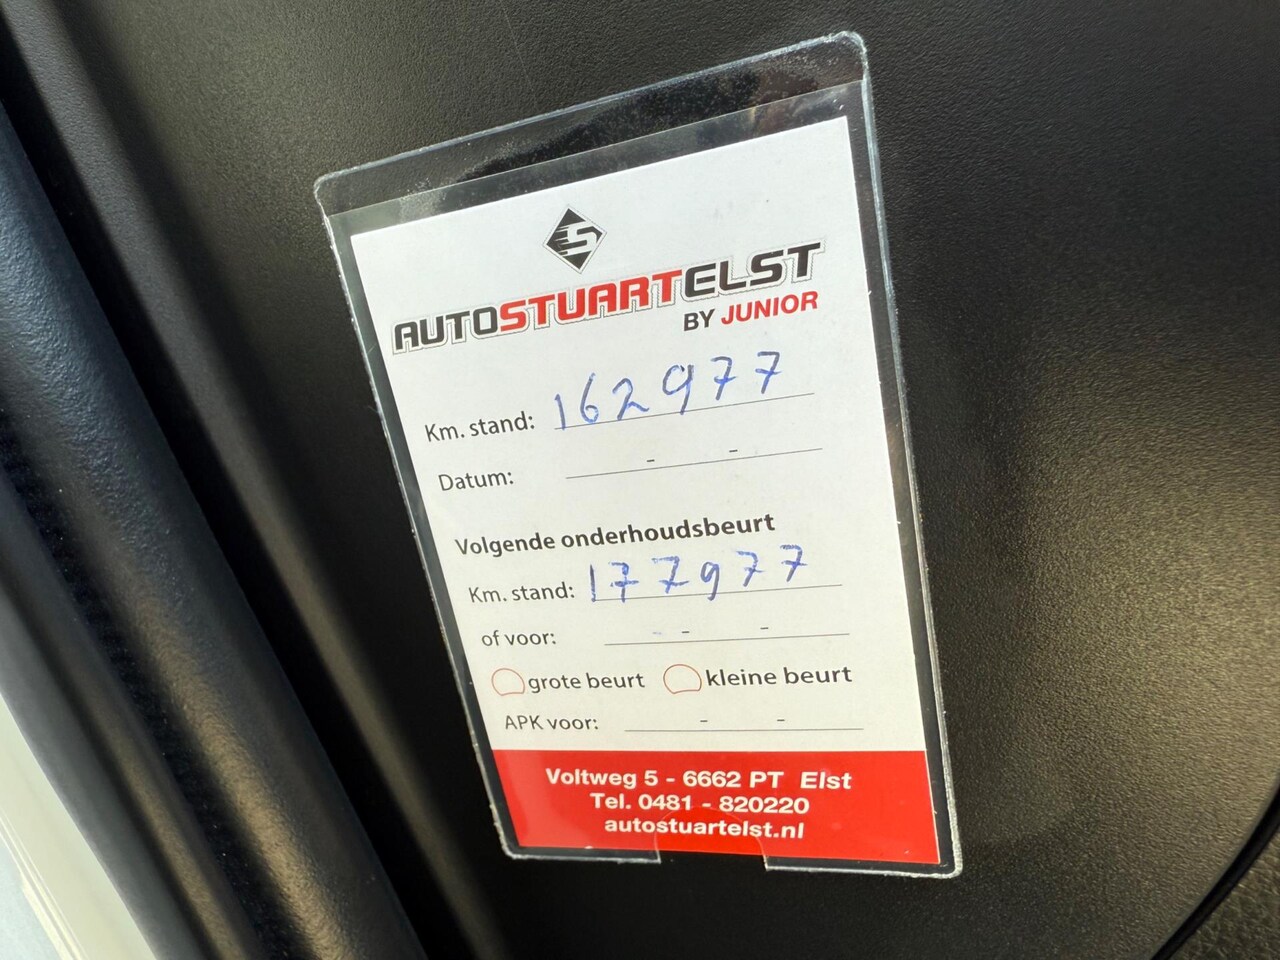 S
AUTOSTUARTELST
BY JUNIOR
Km. stand: 162977
Datum: - -
Volgende onderhoudsbeurt
Km. stand: 177977
of voor: - -
grote beurt kleine beurt
APK voor: - -
Voltweg 5 - 6662 PT Elst
Tel. 0481 - 820220
autostuartelst.nl